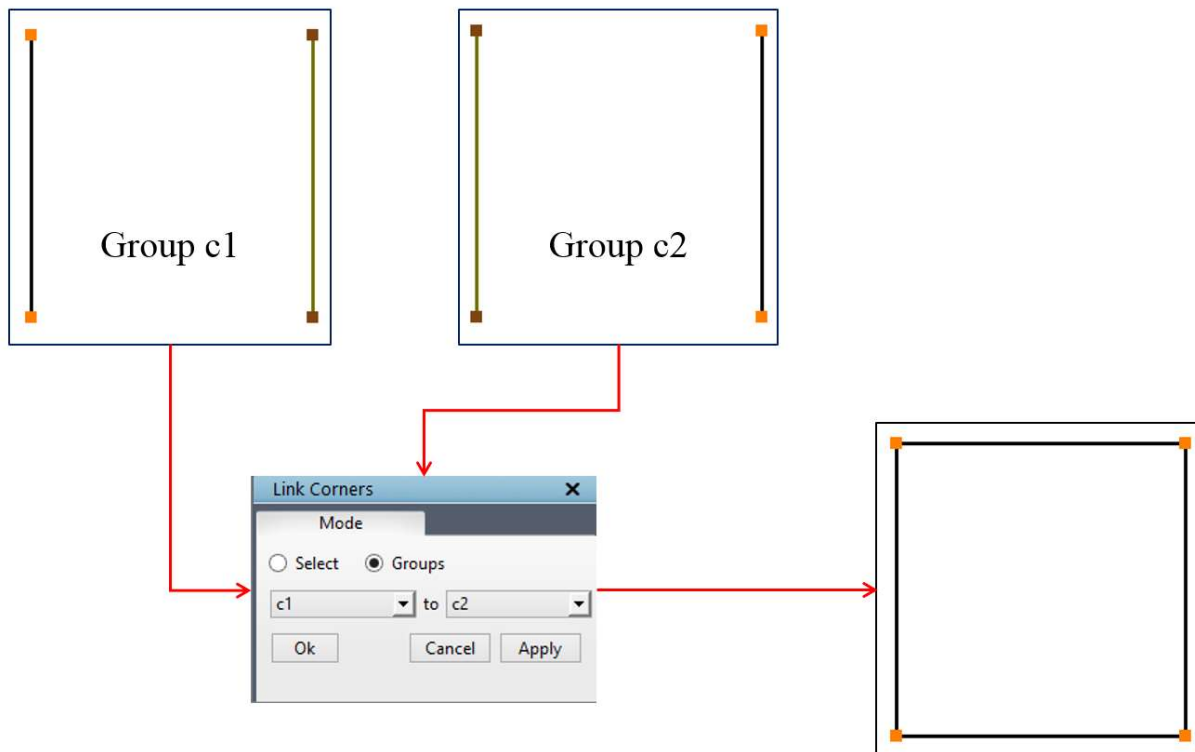 Group c1
Group c2
Link Corners
Mode
Select Groups
c1 to c2
Ok Cancel Apply